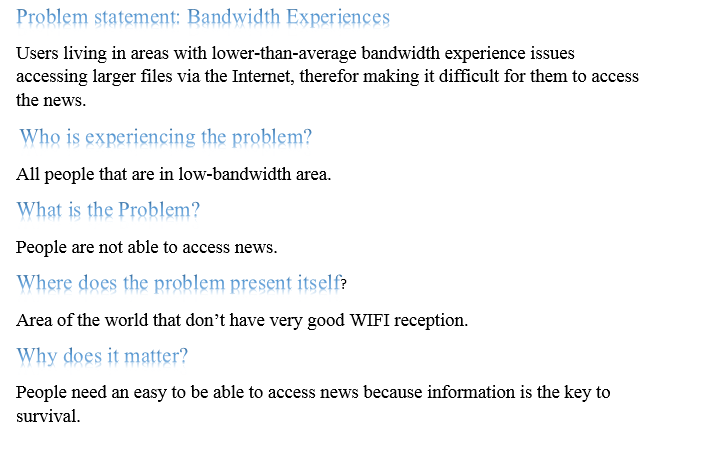 Problem statement: Bandwidth Experiences
Users living in areas with lower-than-average bandwidth experience issues
accessing larger files via the Internet, therefor making it difficult for them to access
the news.
Who is experiencing the problem?
All people that are in low-bandwidth area.
What is the Problem?
People are not able to access news.
Where does the problem present itself?
Area of the world that don’t have very good WIFI reception.
Why does it matter?
People need an easy to be able to access news because information is the key to
survival.